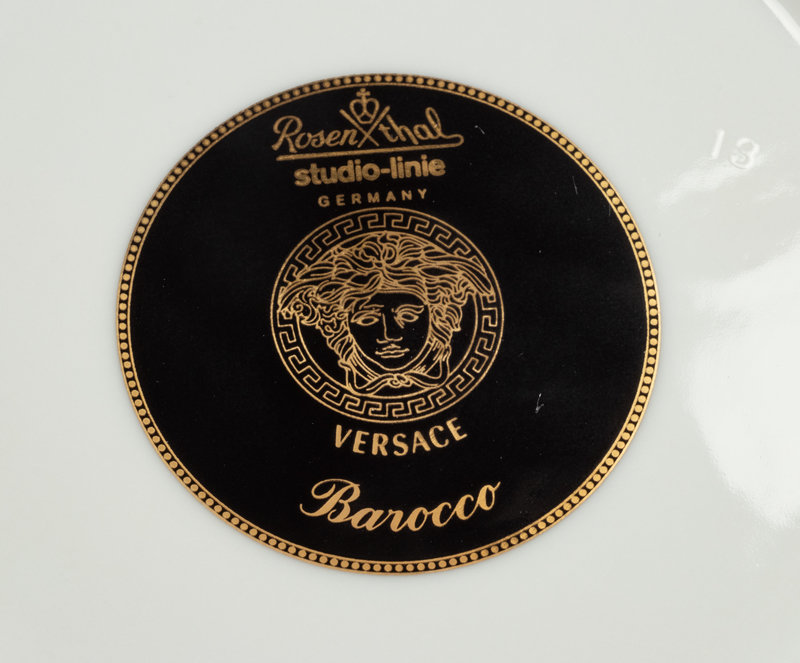 Rosenthal
studio-linie
GERMANY
VERSACE
Barocco
13